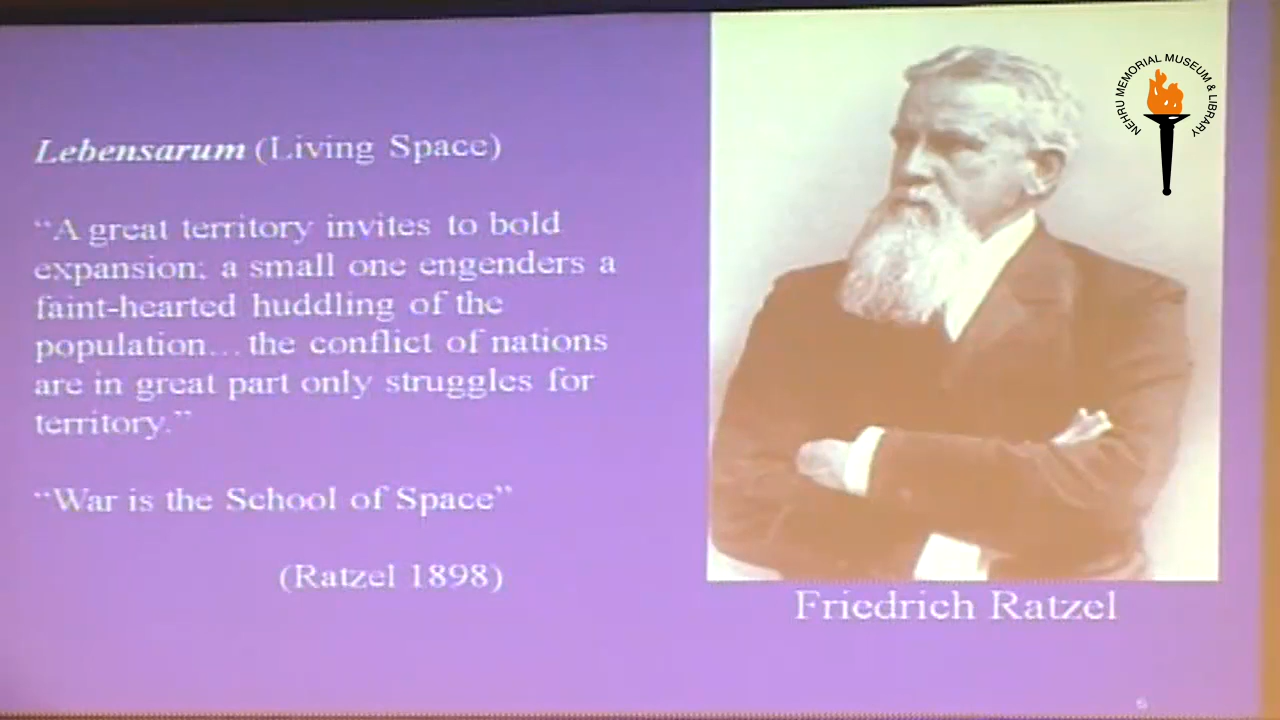 Lebensarum (Living Space)
“A great territory invites to bold
expansion; a small one engenders a
faint-hearted huddling of the
population... the conflict of nations
are in great part only struggles for
territory.”
“War is the School of Space”
(Ratzel 1898)
NEHRU MEMORIAL MUSEUM & LIBRARY
Friedrich Ratzel
6